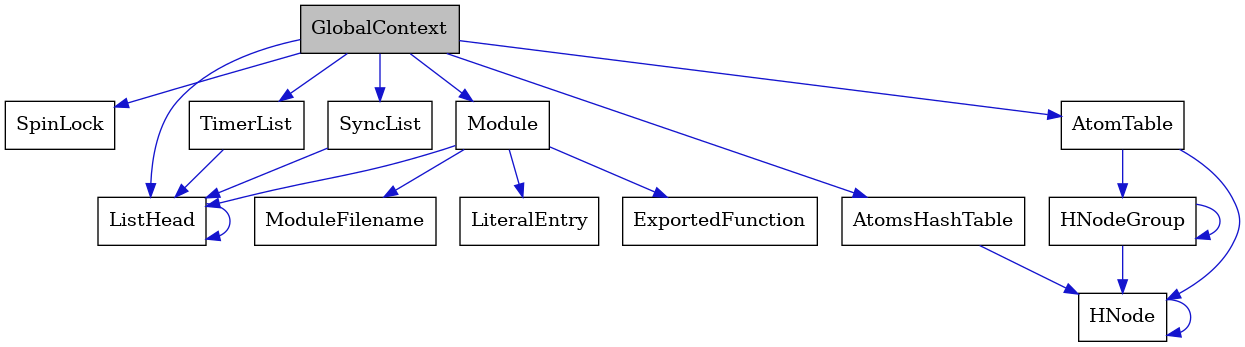 GlobalContext
SpinLock
TimerList
SyncList
Module
AtomTable
ListHead
ModuleFilename
LiteralEntry
ExportedFunction
AtomsHashTable
HNodeGroup
HNode